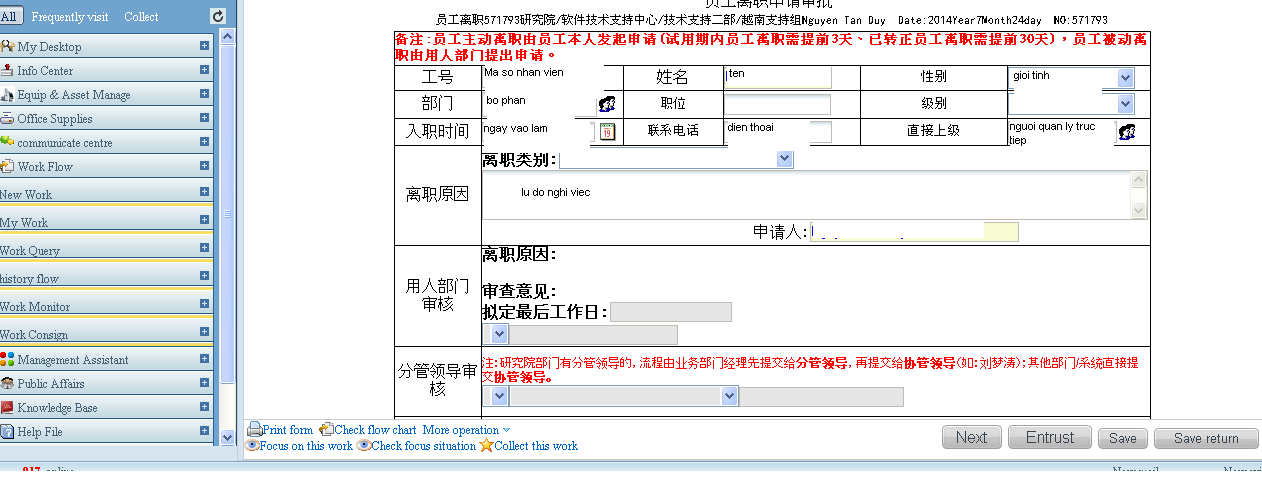 员工离职申请审批
All Frequently visit Collect
员工离职571793研究院/软件技术支持中心/技术支持二部/越南支持组Nguyen Tan Duy Date:2014Year7Month24day NO:571793
备注:员工主动离职由员工本人发起申请(试用期内员工离职需提前3天、已转正员工离职需提前30天)，员工被动离
职由用人部门提出申请。
My Desktop
Info Center
Equip & Asset Manage
Office Supplies
communicate centre
Work Flow
New Work
My Work
Work Query
history flow
Work Monitor
Work Consign
Management Assistant
Public Affairs
Knowledge Base
Help File
工号 Ma so nhan vien 姓名 ten 性别 gioi tinh
部门 bo phan 职位 级别
入职时间 ngay vao lam 联系电话 dien thoai 直接上级 nguoi quan ly truc
tiep
离职类别:
离职原因 lu do nghi viec
申请人:
离职原因:
用人部门
审核
审查意见:
拟定最后工作日:
分管领导审
核
注:研究院部门有分管领导的, 流程由业务部门经理先提交给分管领导, 再提交给协管领导(如:刘梦涛);其他部门/系统直接提
交协管领导。
Print form Check flow chart More operation
Focus on this work Check focus situation Collect this work
Next Entrust Save Save return